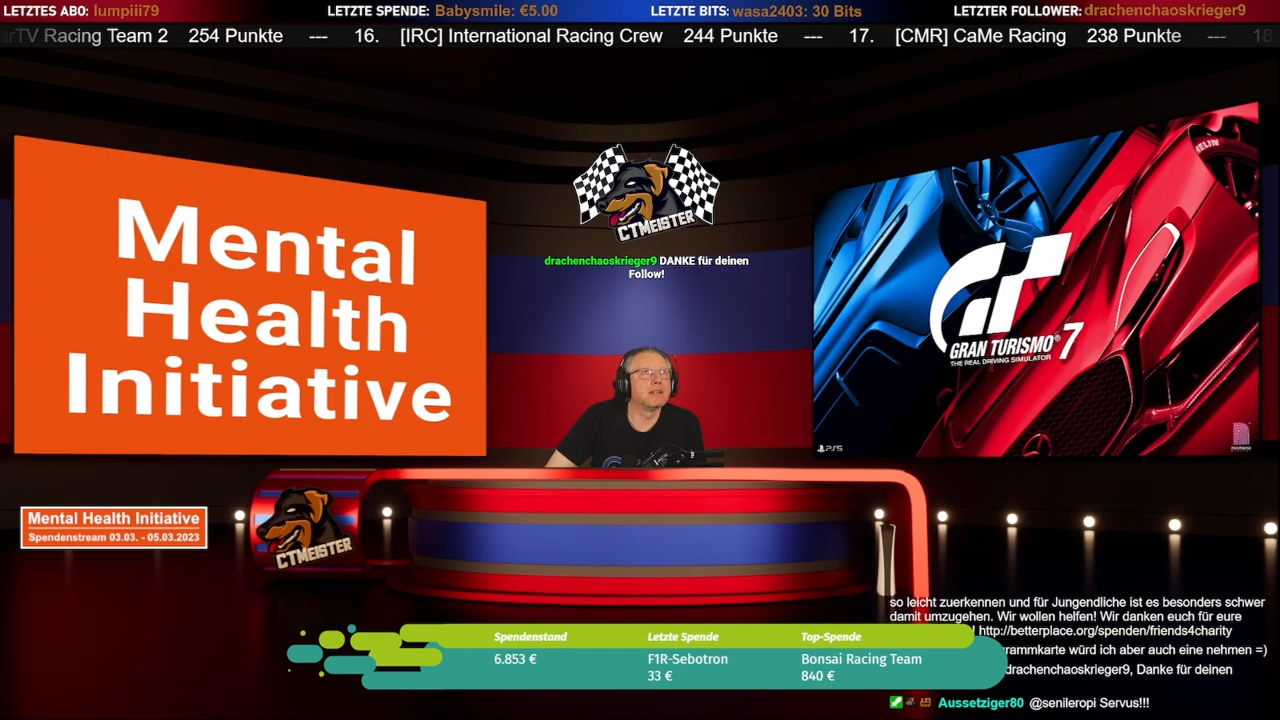 LETZTES ABO: lumpiii79
LETZTE SPENDE: Babysmile: €5.00
LETZTE BITS: wasa2403: 30 Bits
LETZTER FOLLOWER: drachenchaoskrieger9
Racing Team 2 254 Punkte --- 16. [IRC] International Racing Crew 244 Punkte --- 17. [CMR] CaMe Racing 238 Punkte --- 18
CTMEISTER
drachenchaoskrieger9 DANKE für deinen
Follow!
Mental
Health
Initiative
GRAN TURISMO® 7
THE REAL DRIVING SIMULATOR
PS5
Mental Health Initiative
Spendenstream 03.03. - 05.03.2023
CTMEISTER
so leicht zuerkennen und für Jungendliche ist es besonders schwer
damit umzugehen. Wir wollen helfen! Wir danken euch für eure
http://betterplace.org/spenden/friends4charity
würd ich aber auch eine nehmen =)
drachenchaoskrieger9, Danke für deinen
Aussetziger80 @senileropi Servus!!!
Spendenstand Letzte Spende Top-Spende
6.853 € F1R-Sebotron Bonsai Racing Team
33 € 840 €